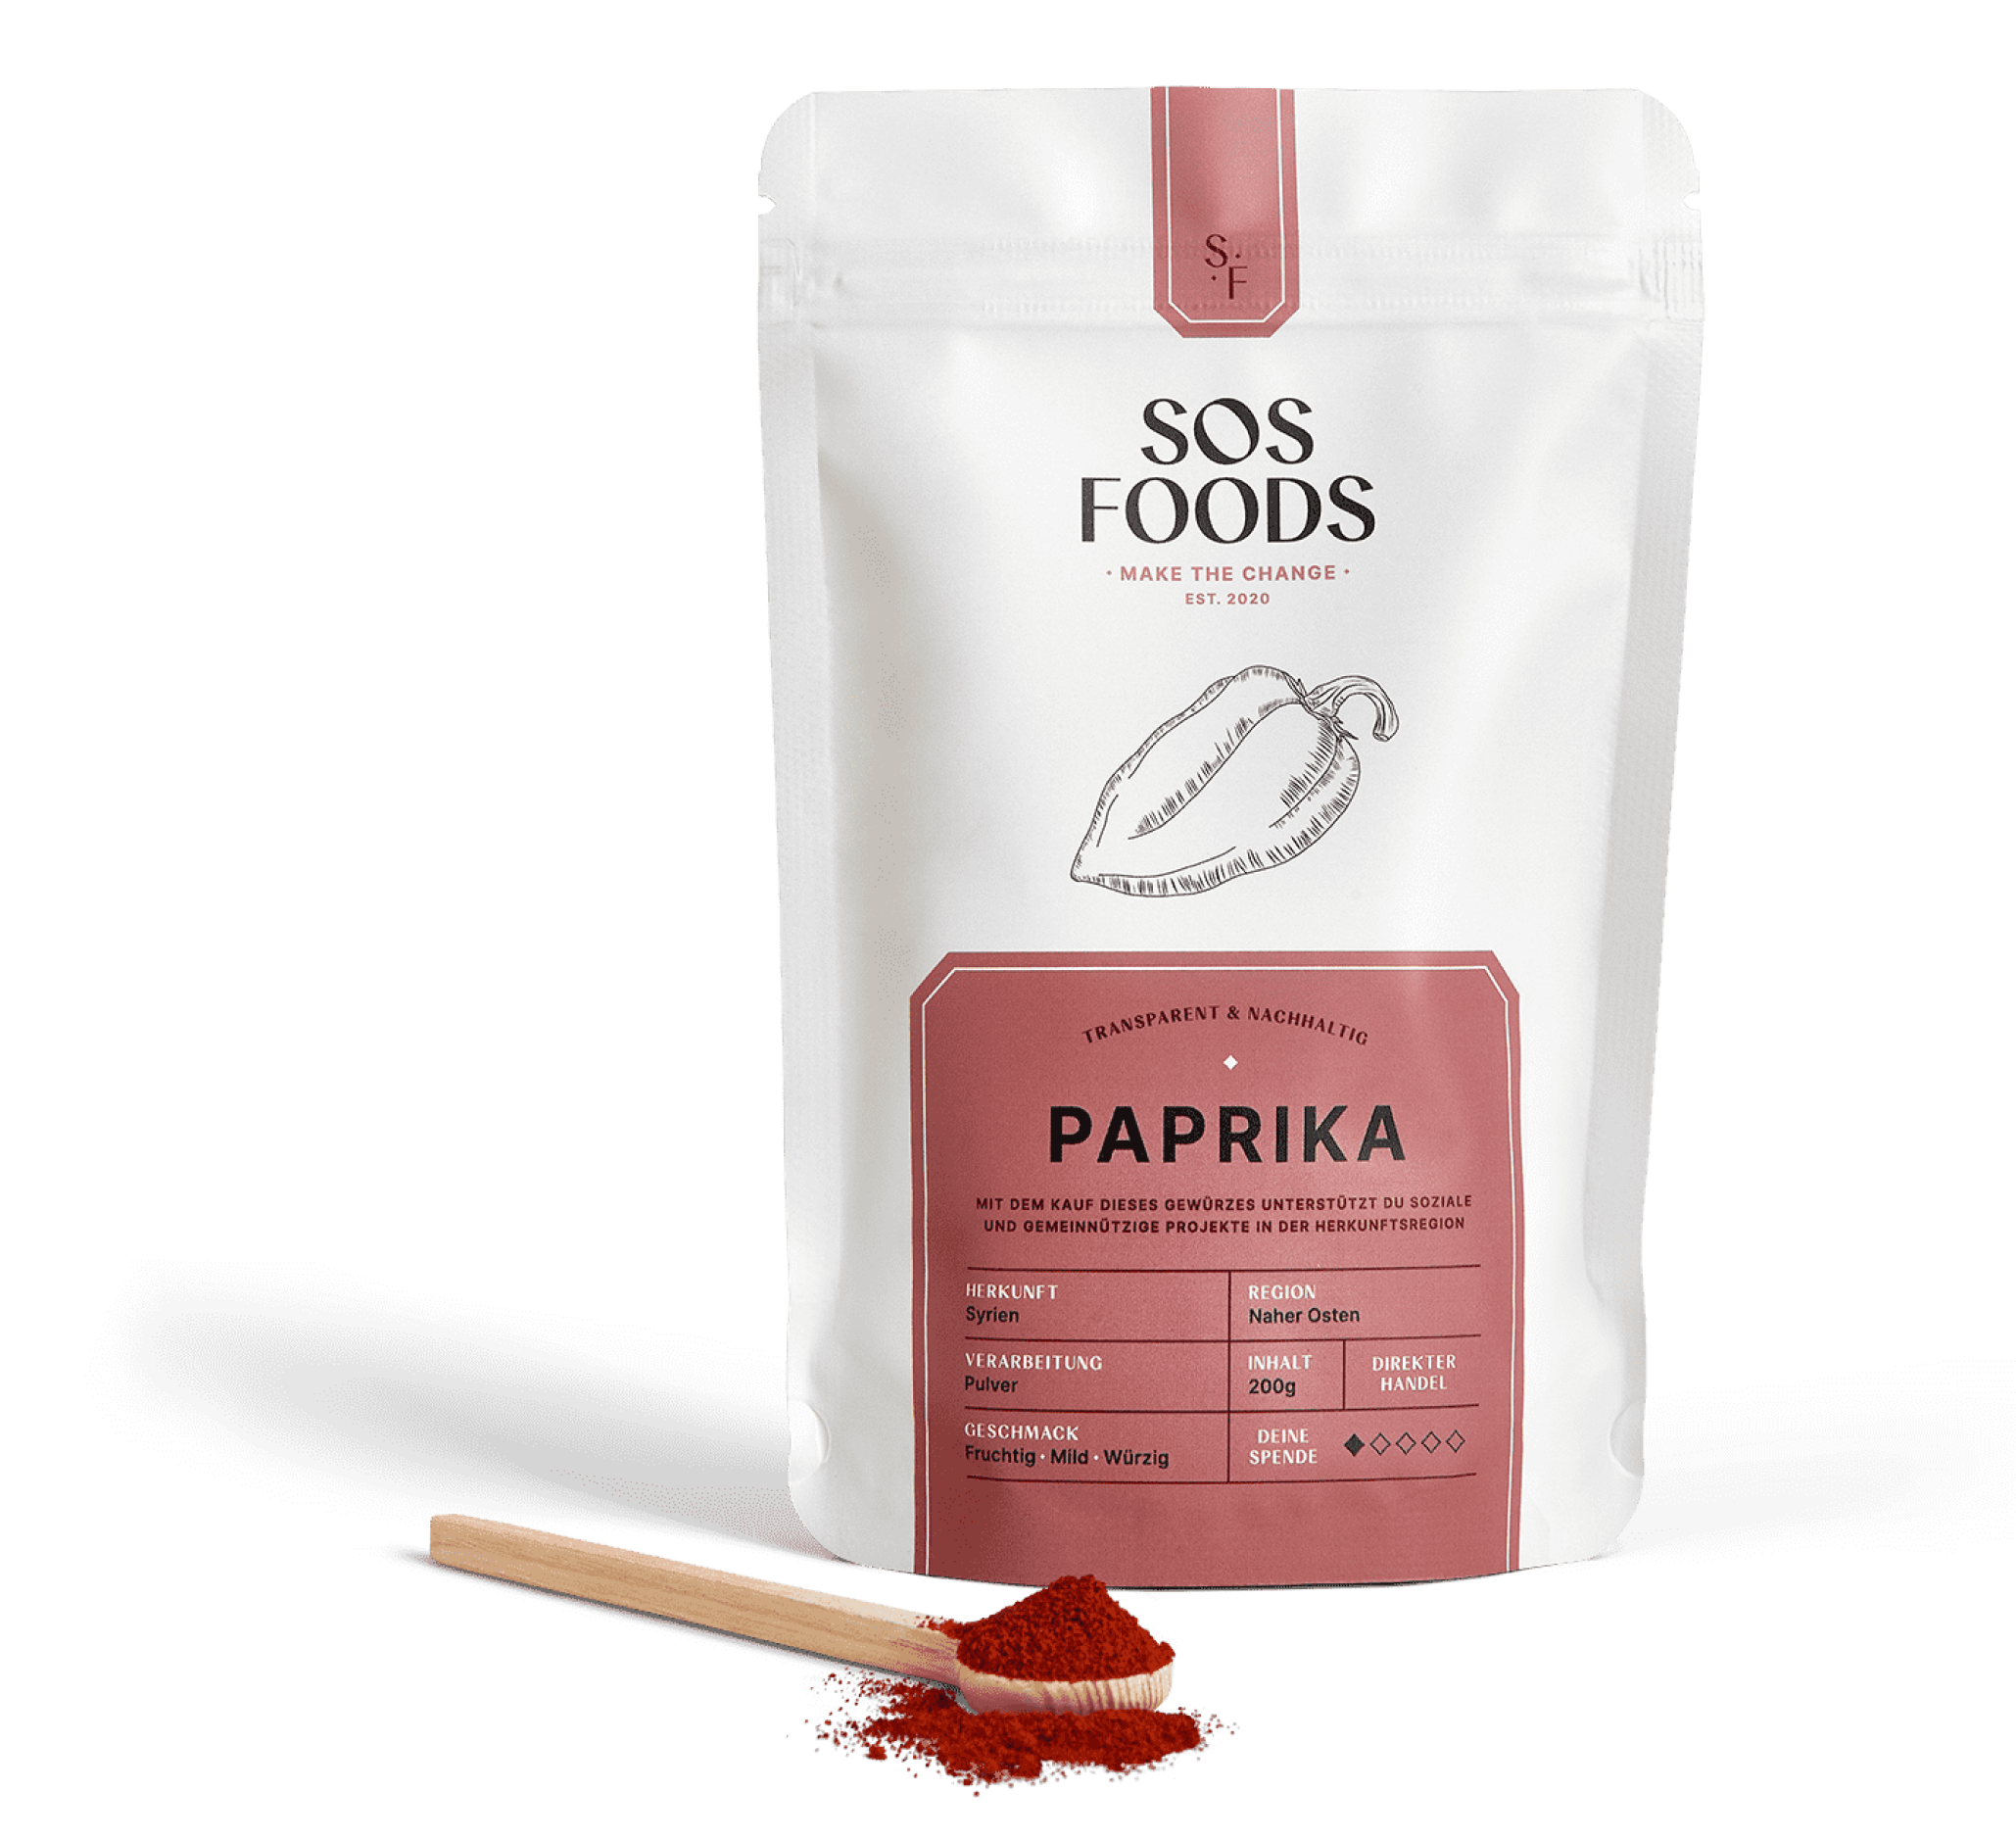 S.
.F
SOS
FOODS
• MAKE THE CHANGE •
EST. 2020
TRANSPARENT & NACHHALTIG
PAPRIKA
MIT DEM KAUF DIESES GEWÜRZES UNTERSTÜTZT DU SOZIALE
UND GEMEINNÜTZIGE PROJEKTE IN DER HERKUNFTSREGION
HERKUNFT
Syrien
REGION
Naher Osten
VERARBEITUNG
Pulver
INHALT
200g
DIREKTER
HANDEL
GESCHMACK
Fruchtig • Mild • Würzig
DEINE
SPENDE